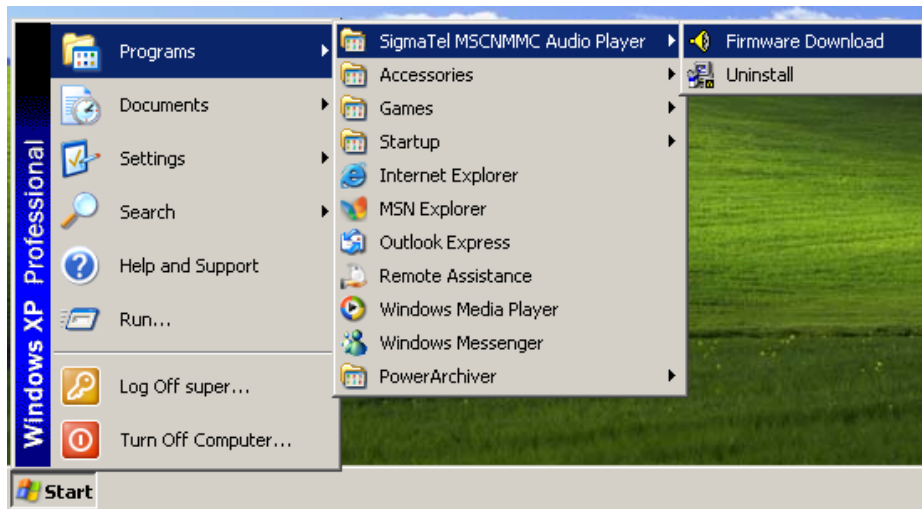 Windows XP Professional
Programs
Documents
Settings
Search
Help and Support
Run...
Log Off super...
Turn Off Computer...
SigmaTel MSCNMMC Audio Player
Accessories
Games
Startup
Internet Explorer
MSN Explorer
Outlook Express
Remote Assistance
Windows Media Player
Windows Messenger
PowerArchiver
Firmware Download
Uninstall
Start